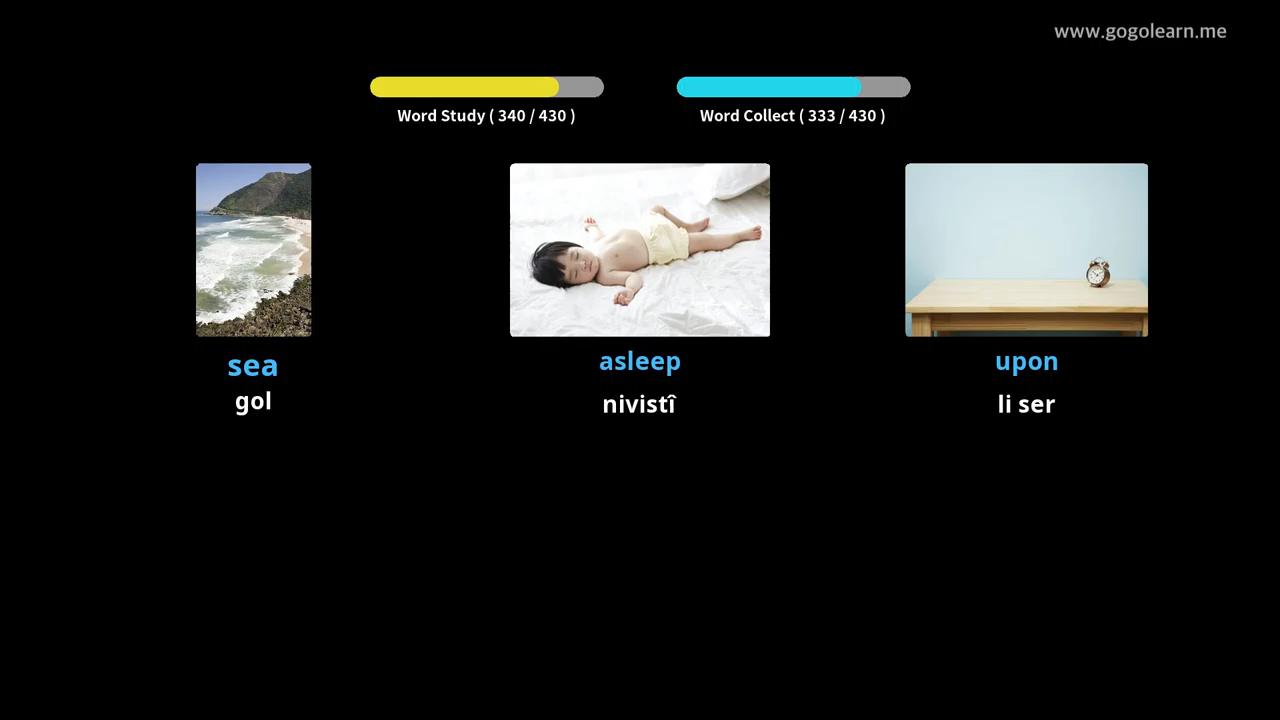 www.gogolearn.me
Word Study ( 340 / 430 )
Word Collect ( 333 / 430 )
sea
asleep
upon
gol
nivistî
li ser